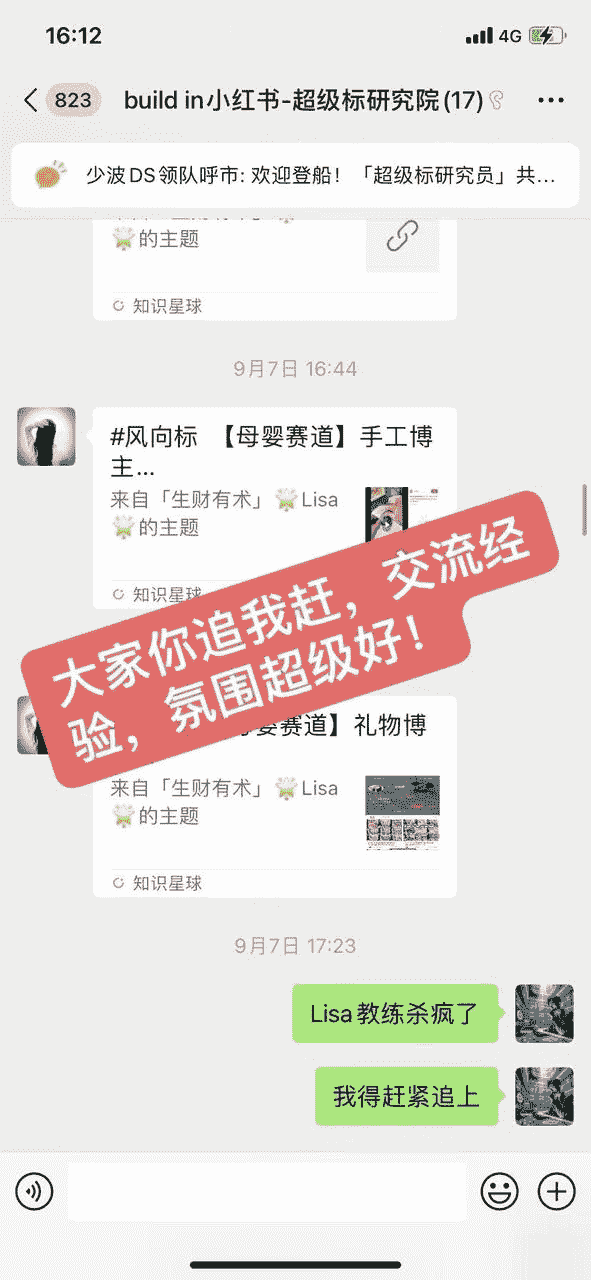 16:12
4G
823 build in小红书-超级标研究院(17)
少波DS领队呼市: 欢迎登船！「超级标研究员」共...
的主题
知识星球
9月7日 16:44
#风向标 【母婴赛道】手工博
主...
来自「生财有术」Lisa
的主题
知识星球
大家你追我赶，交流经
验，氛围超级好！
婴赛道】礼物博
来自「生财有术」Lisa
的主题
知识星球
9月7日 17:23
Lisa教练杀疯了
我得赶紧追上